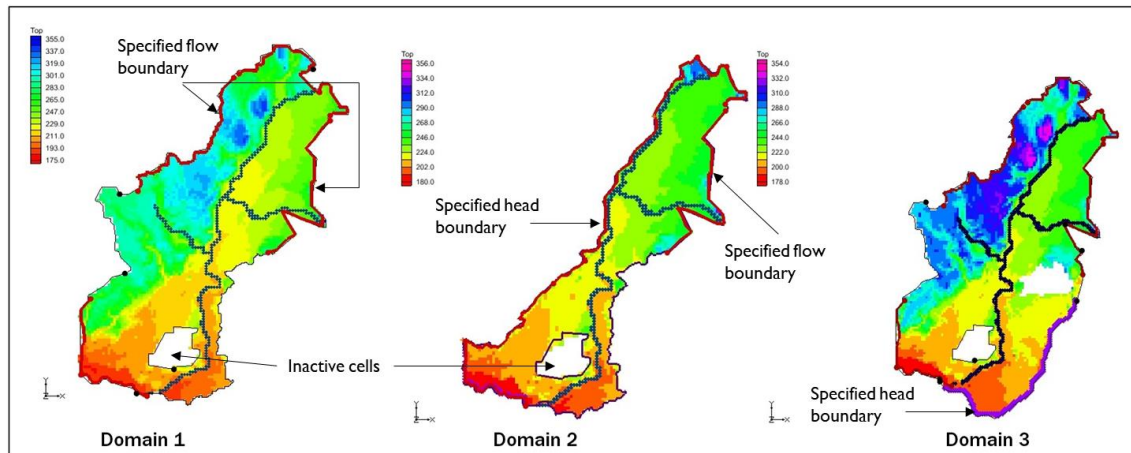 Top
355.0
337.0
319.0
301.0
283.0
265.0
247.0
229.0
211.0
193.0
175.0
Specified flow
boundary
Top
356.0
334.0
312.0
290.0
268.0
246.0
224.0
202.0
180.0
Specified head
boundary
Specified flow
boundary
Top
354.0
332.0
310.0
288.0
266.0
244.0
222.0
200.0
178.0
Inactive cells
Specified head
boundary
Y
Z
X
Y
Z
X
Y
Z
X
Domain 1
Domain 2
Domain 3